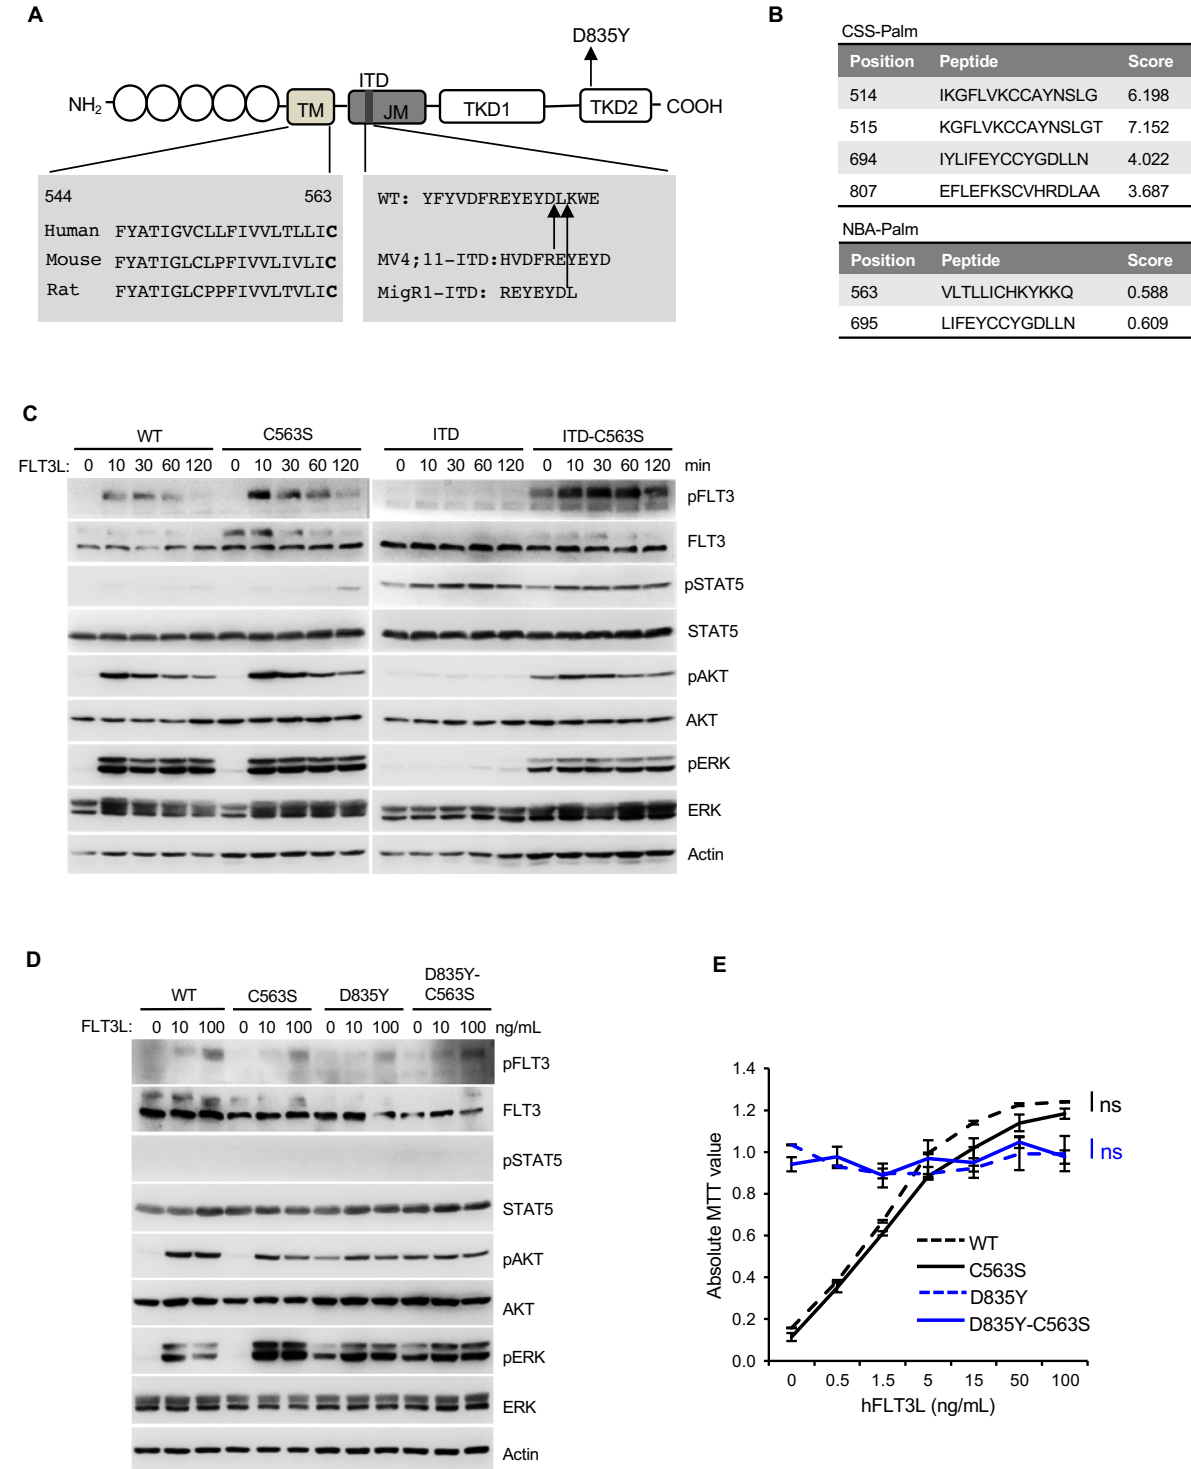 A
D835Y
ITD
NH2
TM
JM
TKD1
TKD2
COOH
544 563
Human FYATIGVCLLFIVVLTLLIC
Mouse FYATIGLCLPFIVVLIVLIC
Rat FYATIGLCPPFIVVLTVLIC
WT: YFYVDFREYEYDLKWE
MV4;11-ITD:HVDFREYEYD
MigR1-ITD: REYEYDL
B
CSS-Palm
Position Peptide Score
514 IKGFLVKCCAYNSLG 6.198
515 KGFLVKCCAYNSLGT 7.152
694 IYLIFEYCCYGDLLN 4.022
807 EFLEFKSCVHRDLAA 3.687
NBA-Palm
Position Peptide Score
563 VLTLLICHKYKKQ 0.588
695 LIFEYCCYGDLLN 0.609
C
WT C563S ITD ITD-C563S
FLT3L: 0 10 30 60 120 0 10 30 60 120 0 10 30 60 120 0 10 30 60 120 min
pFLT3
FLT3
pSTAT5
STAT5
pAKT
AKT
pERK
ERK
Actin
D
WT C563S D835Y D835Y-
C563S
FLT3L: 0 10 100 0 10 100 0 10 100 0 10 100 ng/mL
pFLT3
FLT3
pSTAT5
STAT5
pAKT
AKT
pERK
ERK
Actin
E
Absolute MTT value
1.4
1.2
1.0
0.8
0.6
0.4
0.2
0.0
ns
ns
WT
C563S
D835Y
D835Y-C563S
0 0.5 1.5 5 15 50 100
hFLT3L (ng/mL)